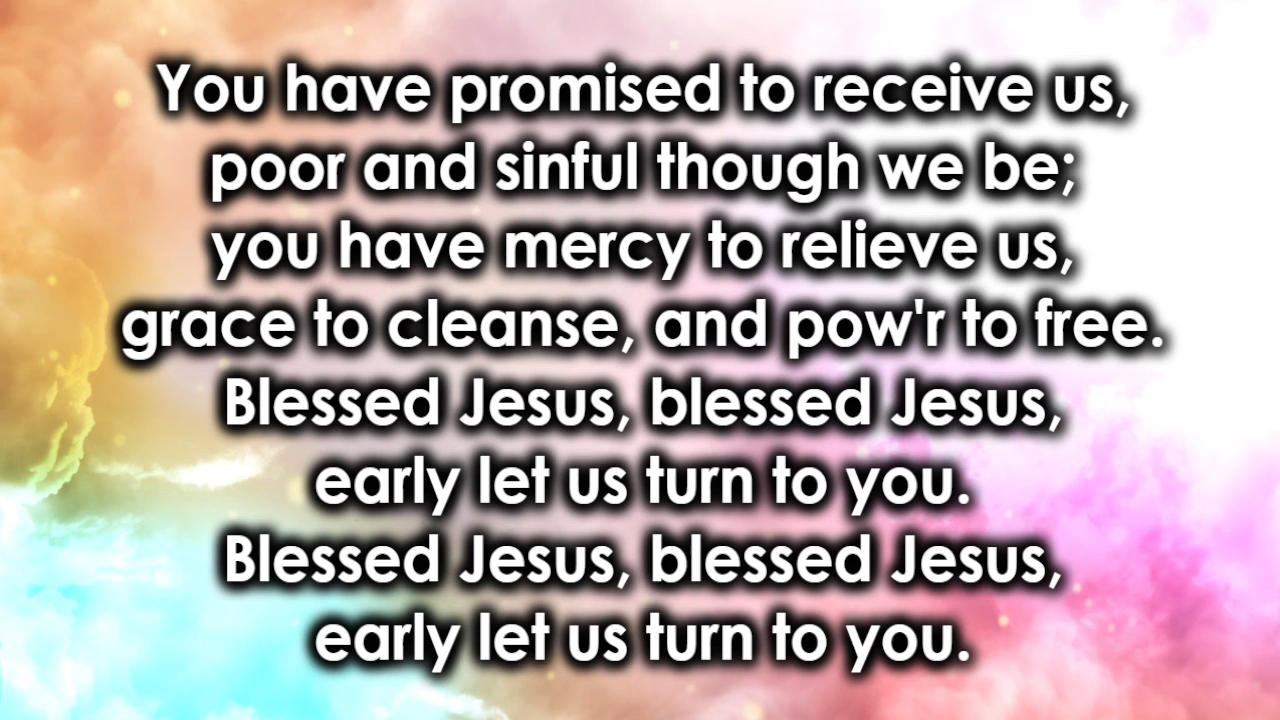 You have promised to receive us,
poor and sinful though we be;
you have mercy to relieve us,
grace to cleanse, and pow'r to free.
Blessed Jesus, blessed Jesus,
early let us turn to you.
Blessed Jesus, blessed Jesus,
early let us turn to you.